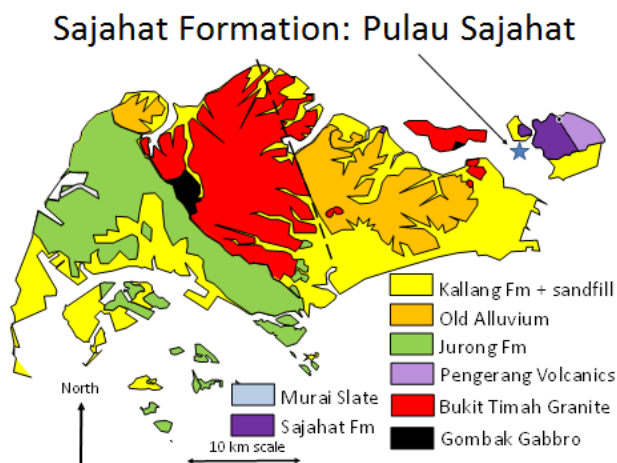 Sajahat Formation: Pulau Sajahat
Kallang Fm + sandfill
Old Alluvium
Jurong Fm
Pengerang Volcanics
Bukit Timah Granite
Gombak Gabbro
North
Murai Slate
Sajahat Fm
10 km scale